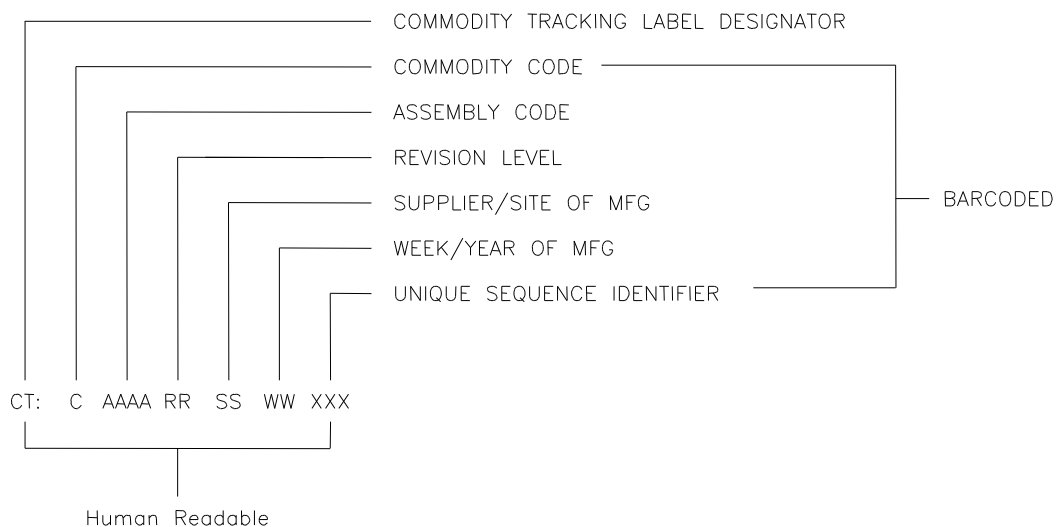 COMMODITY TRACKING LABEL DESIGNATOR
COMMODITY CODE
ASSEMBLY CODE
REVISION LEVEL
SUPPLIER/SITE OF MFG
BARCODED
WEEK/YEAR OF MFG
UNIQUE SEQUENCE IDENTIFIER
CT: C AAAA RR SS WW XXX
Human Readable